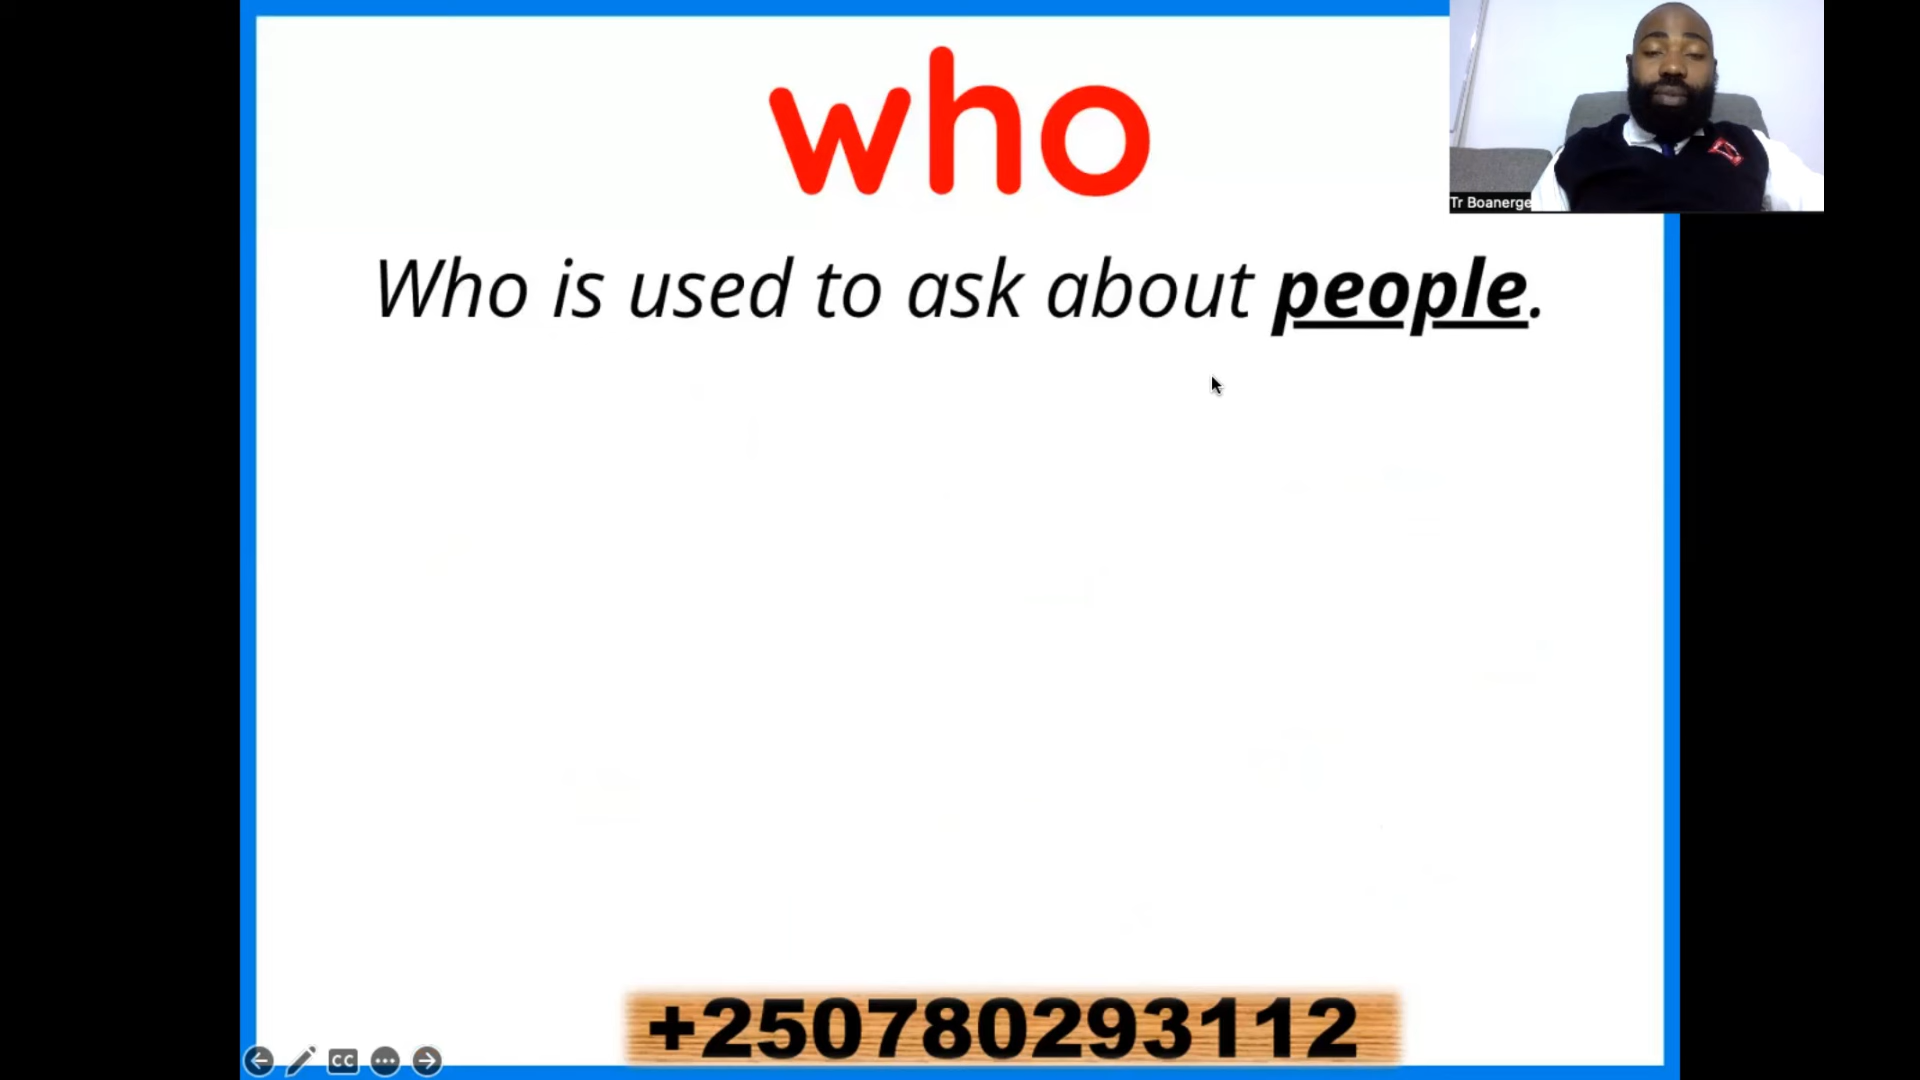 who
Tr Boanerge
Who is used to ask about people.
+250780293112
CC